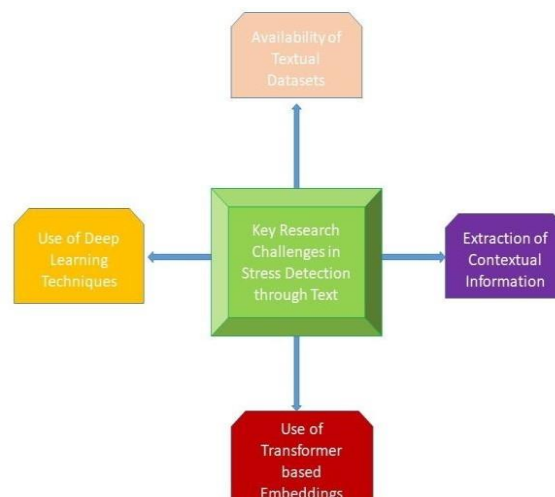 Availability of
Textual
Datasets
Use of Deep
Learning
Techniques
Key Research
Challenges in
Stress Detection
through Text
Extraction of
Contextual
Information
Use of
Transformer
based
Embeddings